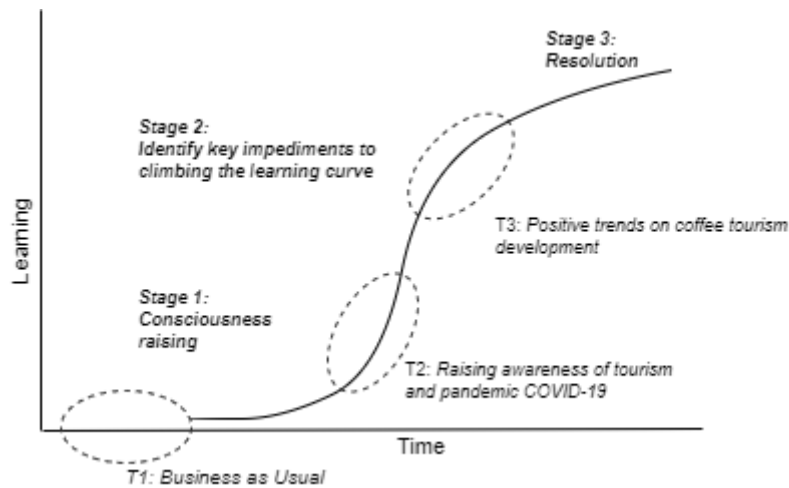 Stage 3:
Resolution
Stage 2:
Identify key impediments to
climbing the learning curve
T3: Positive trends on coffee tourism
development
Learning
Stage 1:
Consciousness
raising
T2: Raising awareness of tourism
and pandemic COVID-19
Time
T1: Business as Usual